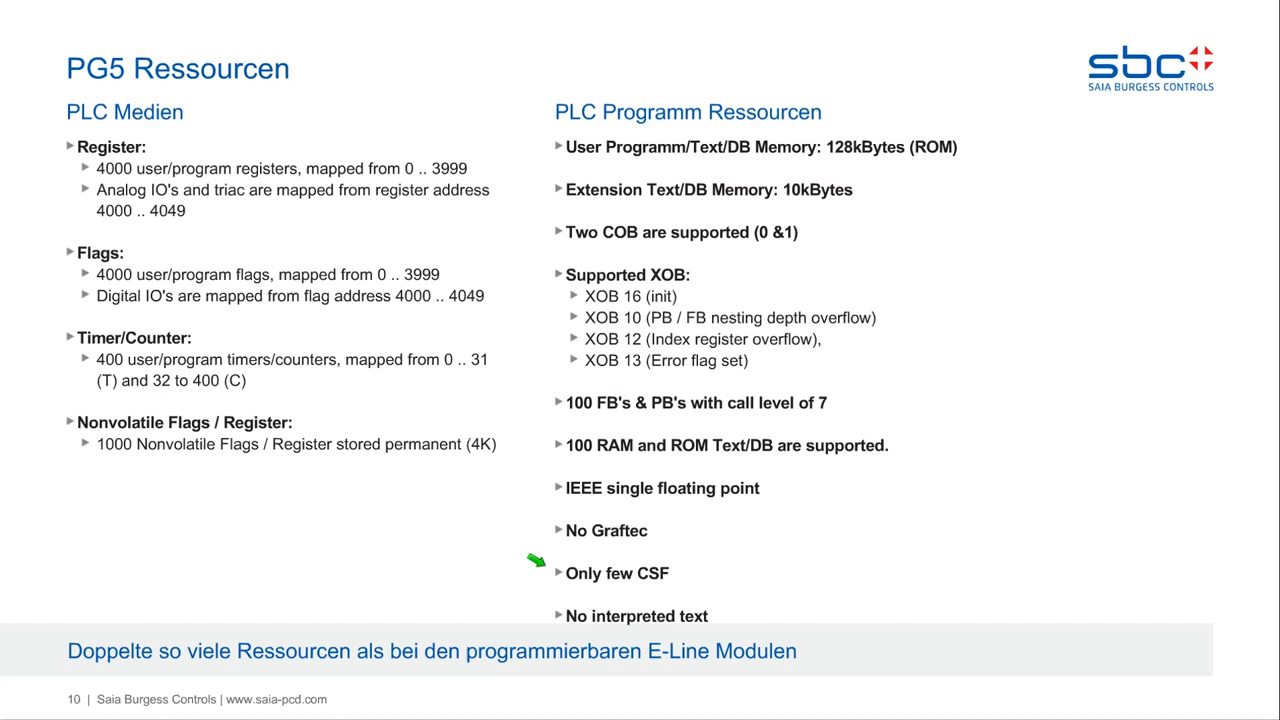 PG5 Ressourcen
sbc
SAIA BURGESS CONTROLS
PLC Medien
Register:
4000 user/program registers, mapped from 0 .. 3999
Analog IO's and triac are mapped from register address
4000 .. 4049
Flags:
4000 user/program flags, mapped from 0 .. 3999
Digital IO's are mapped from flag address 4000 .. 4049
Timer/Counter:
400 user/program timers/counters, mapped from 0 .. 31
(T) and 32 to 400 (C)
Nonvolatile Flags / Register:
1000 Nonvolatile Flags / Register stored permanent (4K)
PLC Programm Ressourcen
User Programm/Text/DB Memory: 128kBytes (ROM)
Extension Text/DB Memory: 10kBytes
Two COB are supported (0 &1)
Supported XOB:
XOB 16 (init)
XOB 10 (PB / FB nesting depth overflow)
XOB 12 (Index register overflow),
XOB 13 (Error flag set)
100 FB's & PB's with call level of 7
100 RAM and ROM Text/DB are supported.
IEEE single floating point
No Graftec
Only few CSF
No interpreted text
Doppelte so viele Ressourcen als bei den programmierbaren E-Line Modulen
10 | Saia Burgess Controls | www.saia-pcd.com